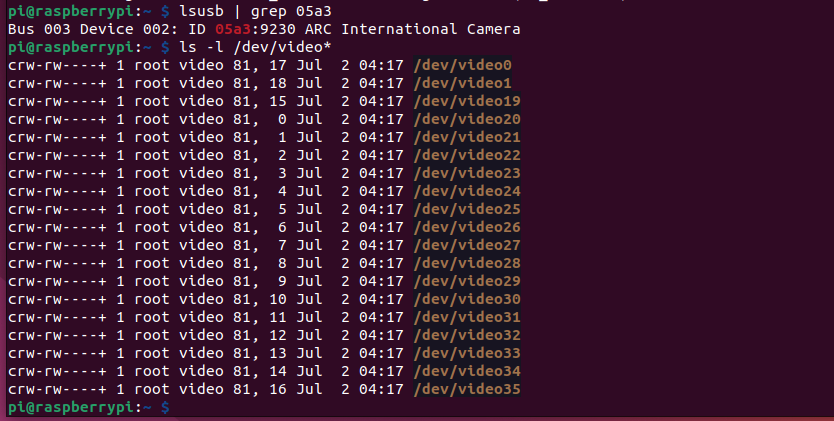 pi@raspberrypi:~ $ lsusb | grep 05a3
Bus 003 Device 002: ID 05a3:9230 ARC International Camera
pi@raspberrypi:~ $ ls -l /dev/video*
crw-rw----+ 1 root video 81, 17 Jul  2 04:17 /dev/video0
crw-rw----+ 1 root video 81, 18 Jul  2 04:17 /dev/video1
crw-rw----+ 1 root video 81, 15 Jul  2 04:17 /dev/video19
crw-rw----+ 1 root video 81,  0 Jul  2 04:17 /dev/video20
crw-rw----+ 1 root video 81,  1 Jul  2 04:17 /dev/video21
crw-rw----+ 1 root video 81,  2 Jul  2 04:17 /dev/video22
crw-rw----+ 1 root video 81,  3 Jul  2 04:17 /dev/video23
crw-rw----+ 1 root video 81,  4 Jul  2 04:17 /dev/video24
crw-rw----+ 1 root video 81,  5 Jul  2 04:17 /dev/video25
crw-rw----+ 1 root video 81,  6 Jul  2 04:17 /dev/video26
crw-rw----+ 1 root video 81,  7 Jul  2 04:17 /dev/video27
crw-rw----+ 1 root video 81,  8 Jul  2 04:17 /dev/video28
crw-rw----+ 1 root video 81,  9 Jul  2 04:17 /dev/video29
crw-rw----+ 1 root video 81, 10 Jul  2 04:17 /dev/video30
crw-rw----+ 1 root video 81, 11 Jul  2 04:17 /dev/video31
crw-rw----+ 1 root video 81, 12 Jul  2 04:17 /dev/video32
crw-rw----+ 1 root video 81, 13 Jul  2 04:17 /dev/video33
crw-rw----+ 1 root video 81, 14 Jul  2 04:17 /dev/video34
crw-rw----+ 1 root video 81, 16 Jul  2 04:17 /dev/video35
pi@raspberrypi:~ $